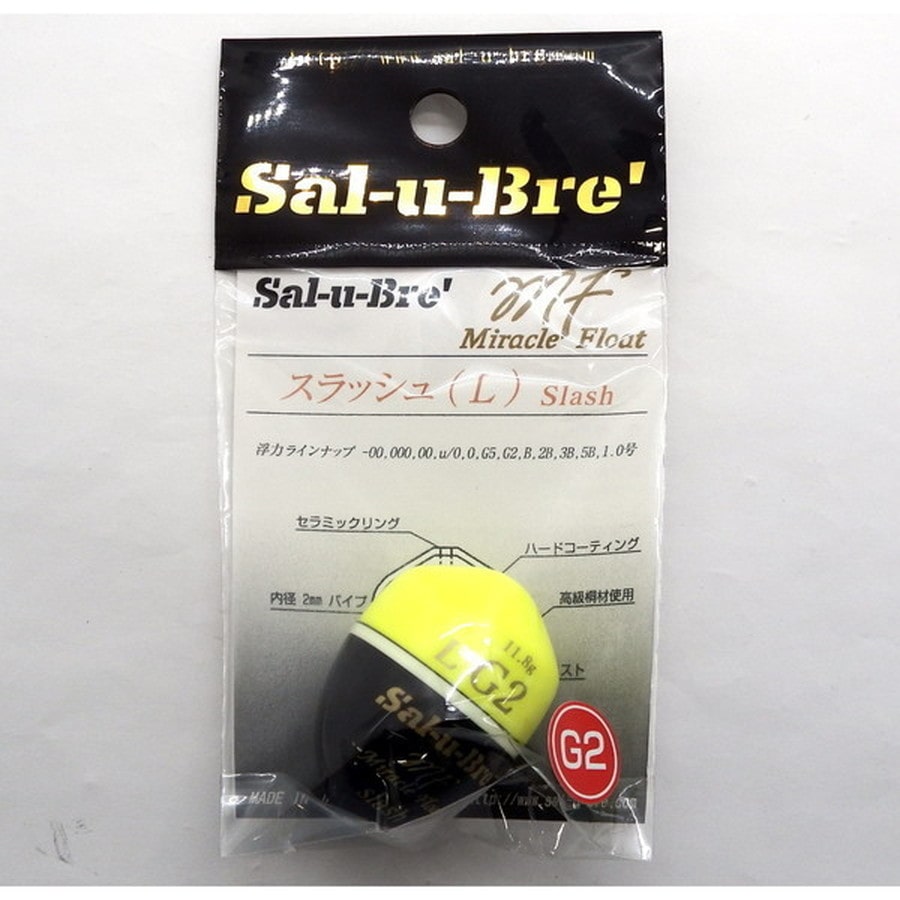 Sal-u-Bre'
Sal-u-Bre' MF
Miracle Float
スラッシュ(L) Slash
浮力ラインナップ -00,000,00,u/0,0,G5,G2,B,2B,3B,5B,1.0号
セラミックリング
ハードコーティング
内径 2mm パイプ
高級桐材使用
11.8g
L G2
スト
Sal-u-Bre'
G2
MADE IN